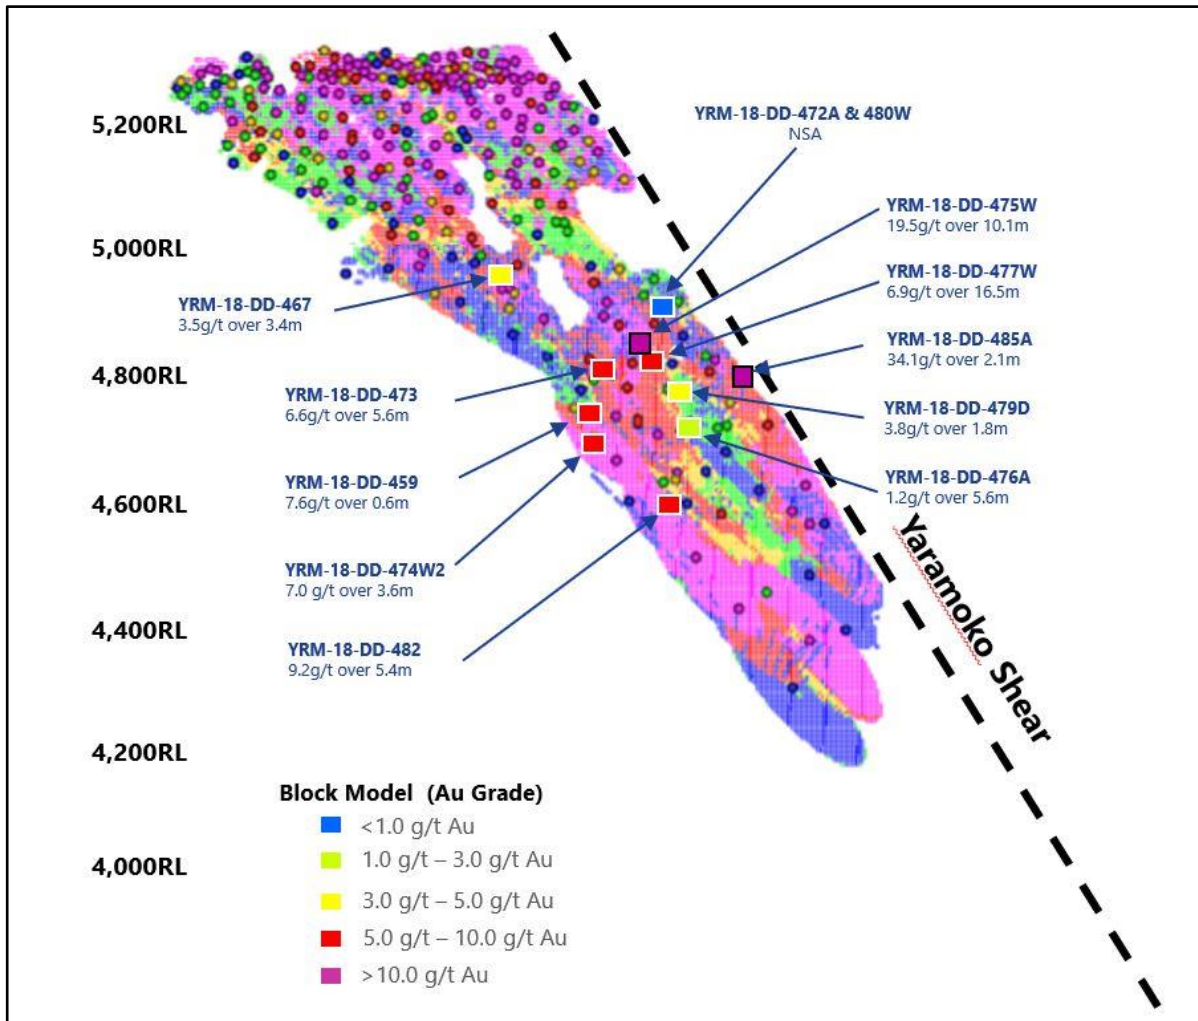 5,200RL
5,000RL
4,800RL
4,600RL
4,400RL
4,200RL
4,000RL
YRM-18-DD-472A & 480W
NSA
YRM-18-DD-475W
19.5g/t over 10.1m
YRM-18-DD-477W
6.9g/t over 16.5m
YRM-18-DD-485A
34.1g/t over 2.1m
YRM-18-DD-479D
3.8g/t over 1.8m
YRM-18-DD-476A
1.2g/t over 5.6m
YRM-18-DD-467
3.5g/t over 3.4m
YRM-18-DD-473
6.6g/t over 5.6m
YRM-18-DD-459
7.6g/t over 0.6m
YRM-18-DD-474W2
7.0 g/t over 3.6m
YRM-18-DD-482
9.2g/t over 5.4m
Yaramoko Shear
Block Model (Au Grade)
<1.0 g/t Au
1.0 g/t – 3.0 g/t Au
3.0 g/t – 5.0 g/t Au
5.0 g/t – 10.0 g/t Au
>10.0 g/t Au